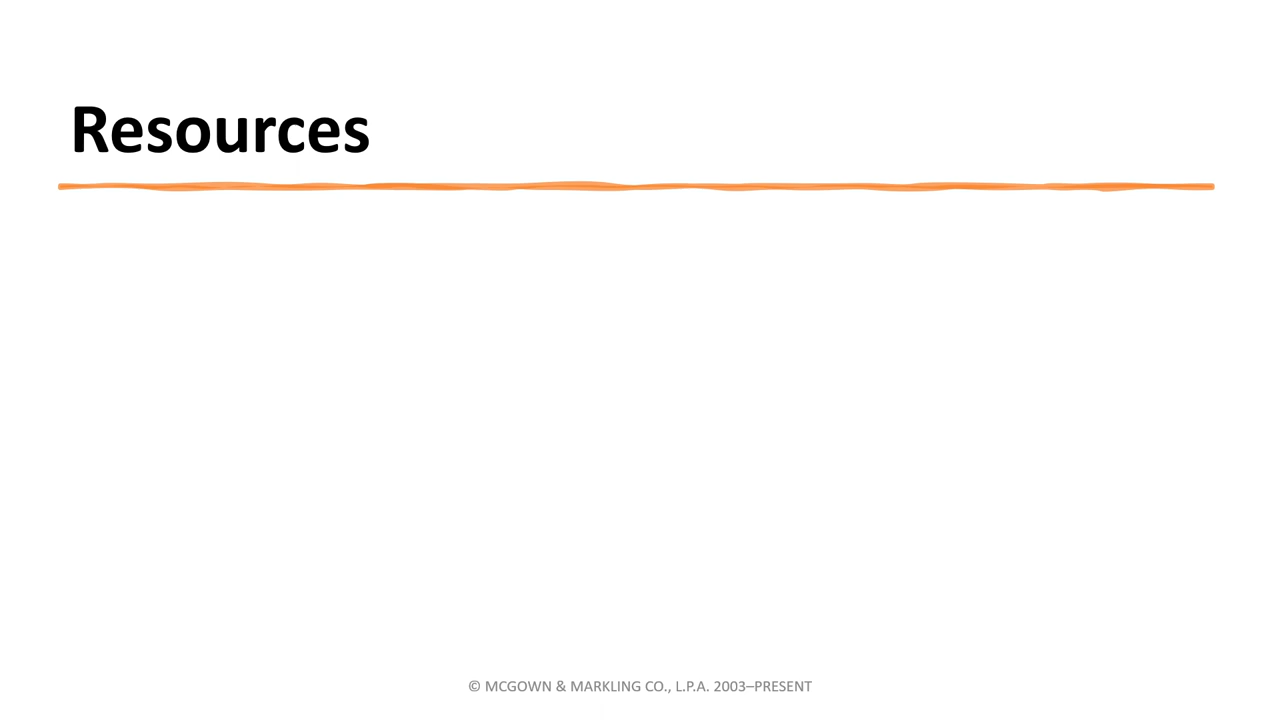 Resources
© MCGOWN & MARKLING CO., L.P.A. 2003–PRESENT